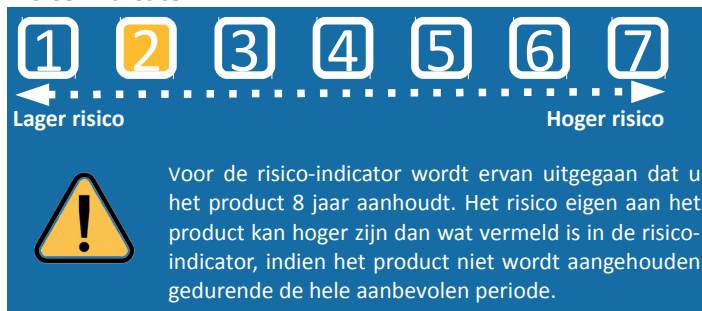 1 2 3 4 5 6 7
Lager risico Hoger risico
Voor de risico-indicator wordt ervan uitgegaan dat u
het product 8 jaar aanhoudt. Het risico eigen aan het
product kan hoger zijn dan wat vermeld is in de risico-
indicator, indien het product niet wordt aangehouden
gedurende de hele aanbevolen periode.